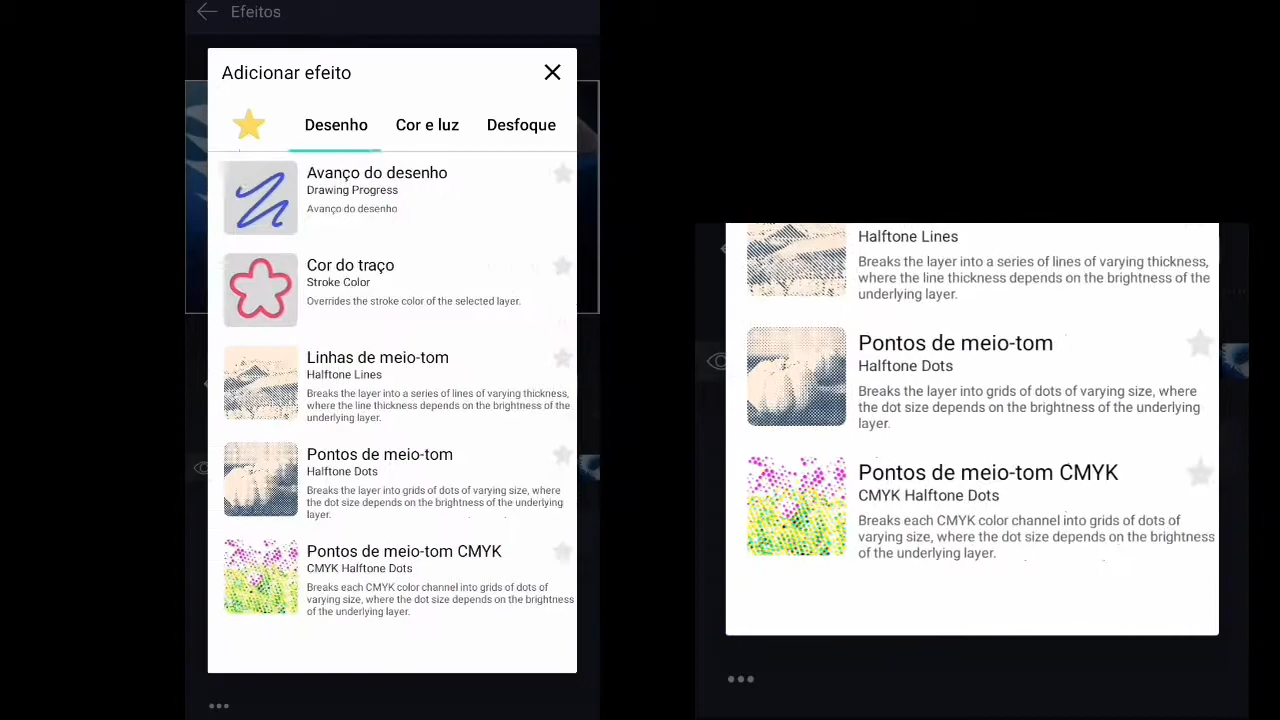 Efeitos
Adicionar efeito
Desenho
Cor e luz
Desfoque
Avanço do desenho
Drawing Progress
Avanço do desenho
Cor do traço
Stroke Color
Overrides the stroke color of the selected layer.
Linhas de meio-tom
Halftone Lines
Breaks the layer into a series of lines of varying thickness,
where the line thickness depends on the brightness of the
underlying layer.
Pontos de meio-tom
Halftone Dots
Breaks the layer into grids of dots of varying size, where
the dot size depends on the brightness of the underlying
layer.
Pontos de meio-tom CMYK
CMYK Halftone Dots
Breaks each CMYK color channel into grids of dots of
varying size, where the dot size depends on the brightness
of the underlying layer.
Halftone Lines
Breaks the layer into a series of lines of varying thickness,
where the line thickness depends on the brightness of the
underlying layer.
Pontos de meio-tom
Halftone Dots
Breaks the layer into grids of dots of varying size, where
the dot size depends on the brightness of the underlying
layer.
Pontos de meio-tom CMYK
CMYK Halftone Dots
Breaks each CMYK color channel into grids of dots of
varying size, where the dot size depends on the brightness
of the underlying layer.